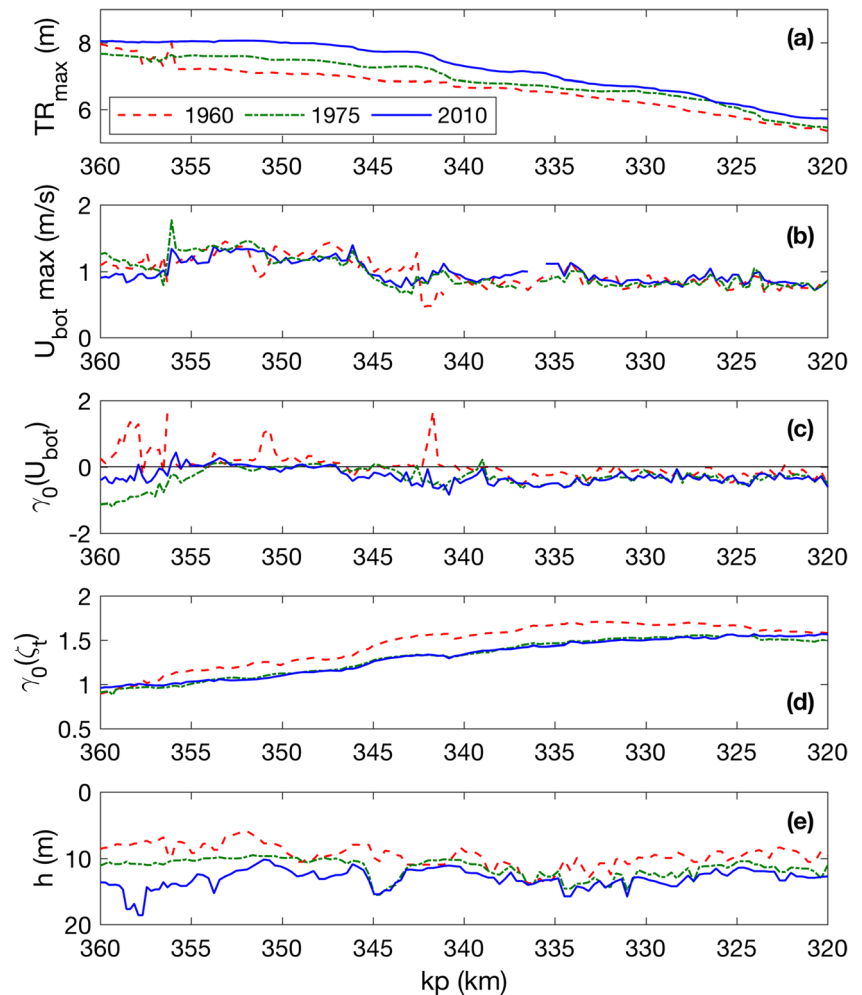 TR_max (m)
8
6
(a)
1960 1975 2010
360 355 350 345 340 335 330 325 320
U_bot max (m/s)
2
1
0
(b)
360 355 350 345 340 335 330 325 320
γ_0(U_bot)
2
0
-2
(c)
360 355 350 345 340 335 330 325 320
γ_0(ζ_t)
2
1.5
1
0.5
(d)
360 355 350 345 340 335 330 325 320
h (m)
0
10
20
(e)
360 355 350 345 340 335 330 325 320
kp (km)